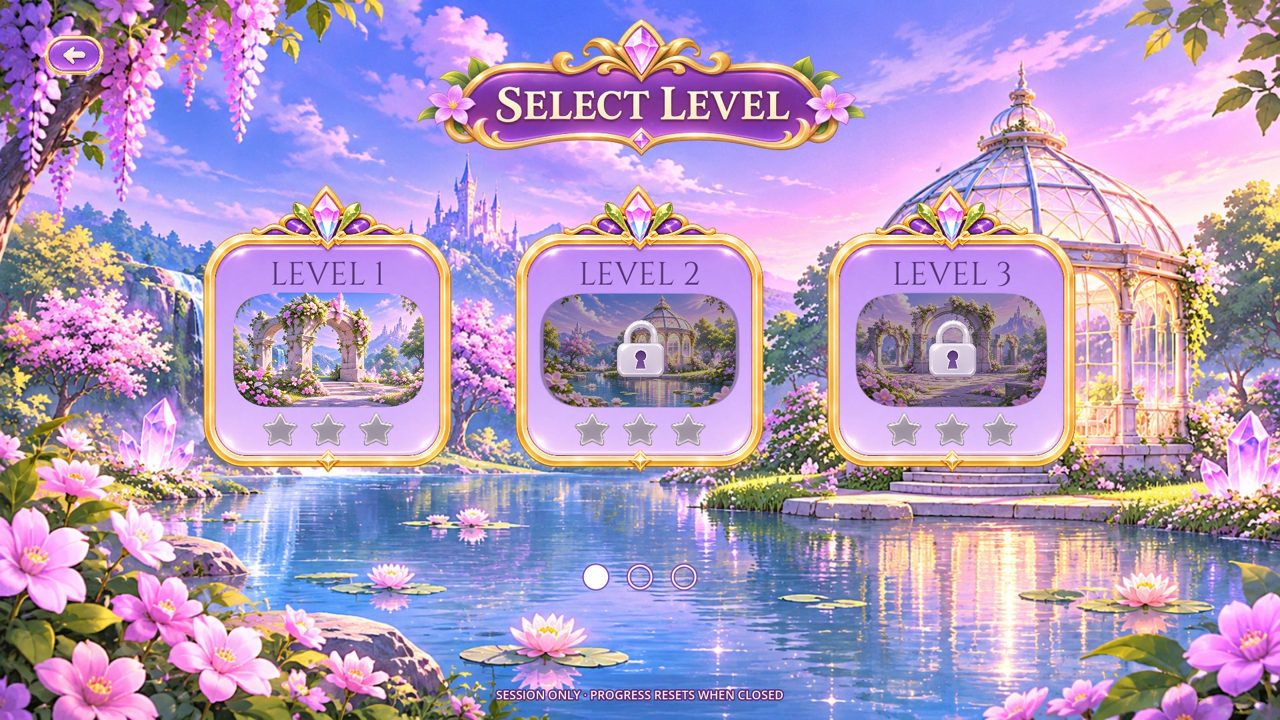 SELECT LEVEL
LEVEL 1
LEVEL 2
LEVEL 3
SESSION ONLY · PROGRESS RESETS WHEN CLOSED